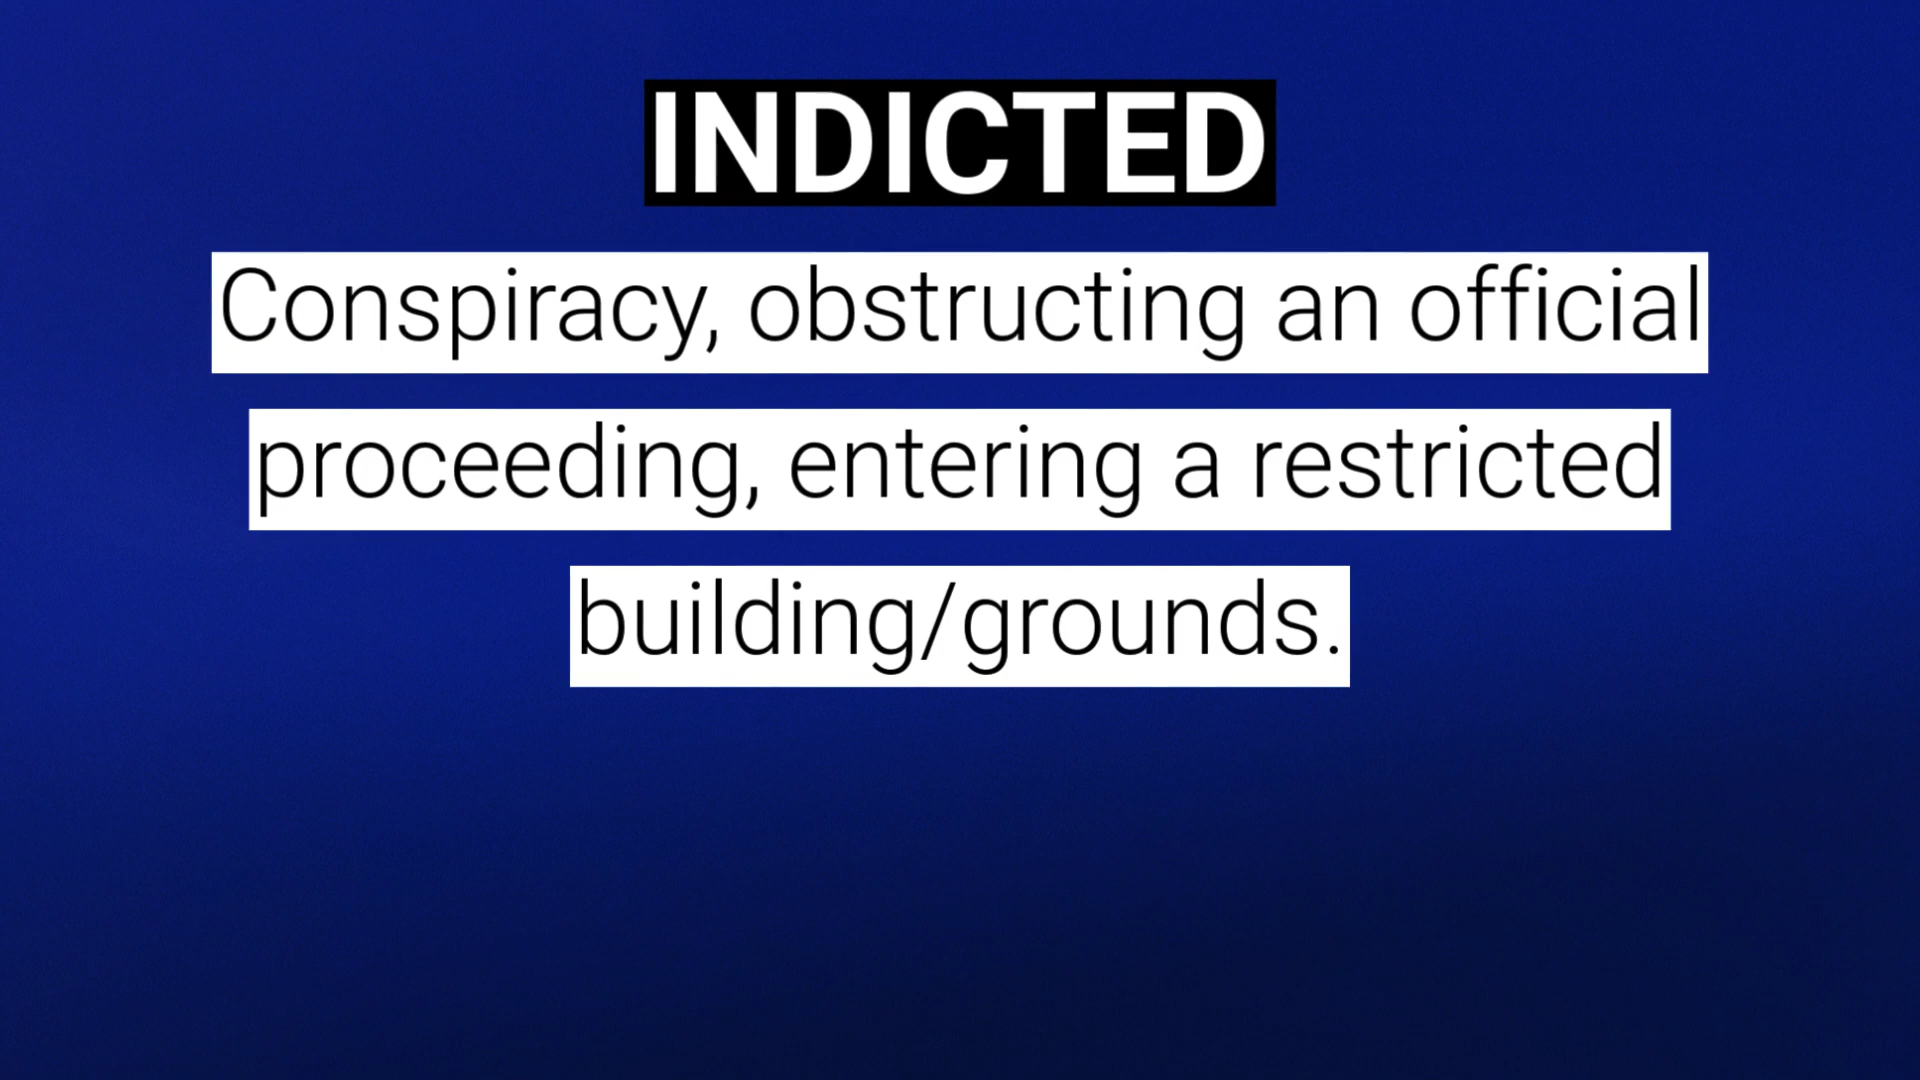 INDICTED
Conspiracy, obstructing an official
proceeding, entering a restricted
building/grounds.